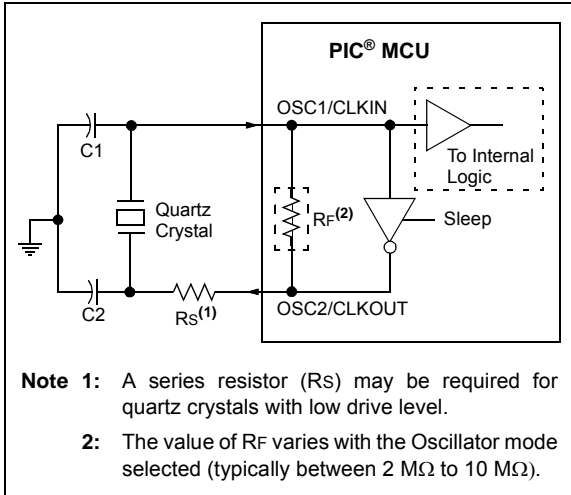 PIC® MCU
OSC1/CLKIN
C1
To Internal
Logic
Quartz
Crystal
RF(2)
Sleep
C2
RS(1)
OSC2/CLKOUT
Note 1: A series resistor (RS) may be required for
quartz crystals with low drive level.
2: The value of RF varies with the Oscillator mode
selected (typically between 2 MΩ to 10 MΩ).